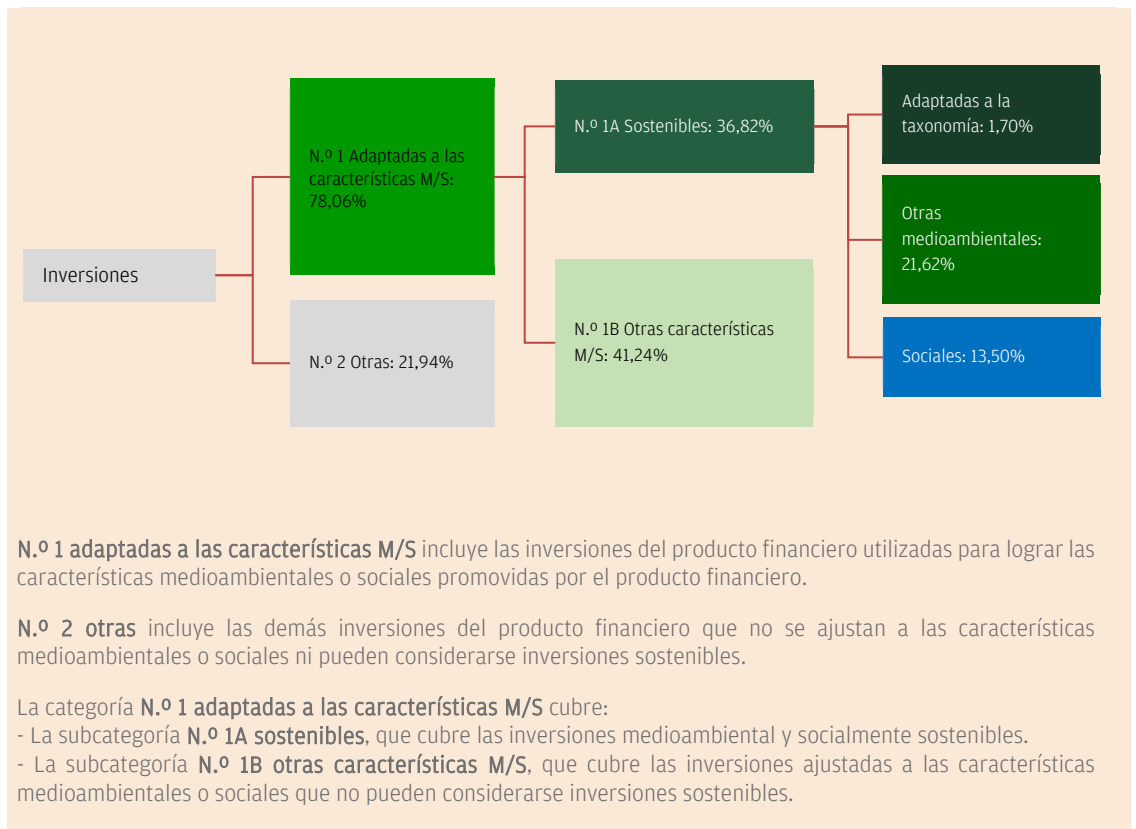 Inversiones
N.º 1 Adaptadas a las
características M/S:
78,06%
N.º 2 Otras: 21,94%
N.º 1A Sostenibles: 36,82%
N.º 1B Otras características
M/S: 41,24%
Adaptadas a la
taxonomía: 1,70%
Otras
medioambientales:
21,62%
Sociales: 13,50%
N.º 1 adaptadas a las características M/S incluye las inversiones del producto financiero utilizadas para lograr las
características medioambientales o sociales promovidas por el producto financiero.
N.º 2 otras incluye las demás inversiones del producto financiero que no se ajustan a las características
medioambientales o sociales ni pueden considerarse inversiones sostenibles.
La categoría N.º 1 adaptadas a las características M/S cubre:
- La subcategoría N.º 1A sostenibles, que cubre las inversiones medioambiental y socialmente sostenibles.
- La subcategoría N.º 1B otras características M/S, que cubre las inversiones ajustadas a las características
medioambientales o sociales que no pueden considerarse inversiones sostenibles.